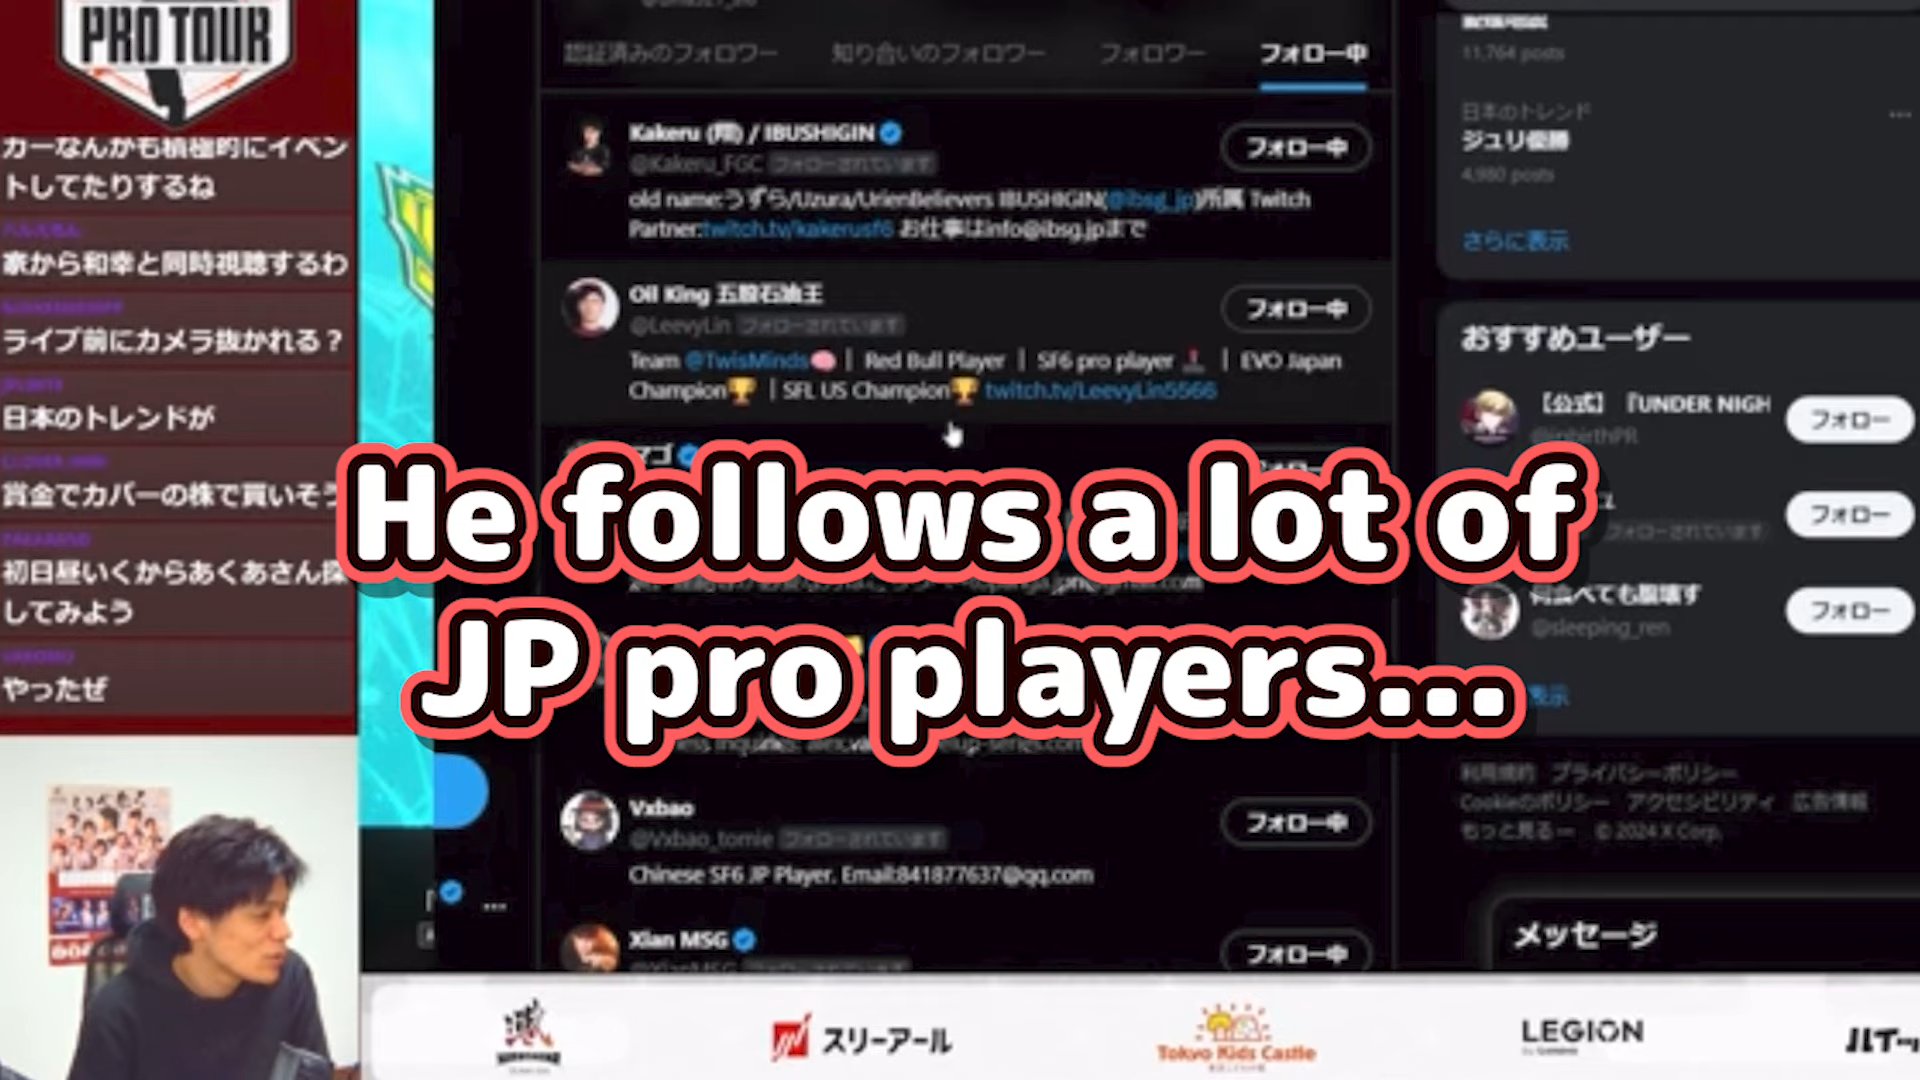 PRO TOUR
カーなんかも積極的にイベン
トしてたりするね
家から和幸と同時視聴するわ
ライブ前にカメラ抜かれる？
日本のトレンドが
賞金でカバーの株で買いそう
初日昼いくからあくあさん探
してみよう
やったぜ
認証済みのフォロワー 知り合いのフォロワー フォロワー フォロー中
Kakeru (翔) / IBUSHIGIN
@Kakeru_FGC フォローされています
フォロー中
old name:うずら/Uzura/UrienBelievers IBUSHIGIN(@ibsg_jp)所属 Twitch
Partner:twitch.tv/kakerusf6 お仕事はinfo@ibsg.jpまで
Oil King 五股石油王
@LeevyLin フォローされています
フォロー中
Team @TwisMinds | Red Bull Player | SF6 pro player | EVO Japan
Champion | SFL US Champion twitch.tv/LeevyLin5566
マゴ
He follows a lot of
JP pro players...
Vxbao
@Vxbao_tomie フォローされています
フォロー中
Chinese SF6 JP Player. Email:841877637@qq.com
Xian MSG
@XianMSG フォローされています
フォロー中
11,764 posts
日本のトレンド
ジュリ優勝
4,980 posts
さらに表示
おすすめユーザー
【公式】『UNDER NIGH
@inbirthPR
フォロー
フォローされています
フォロー
何食べても崩壊す
@sleeping_ren
フォロー
表示
利用規約 プライバシーポリシー
Cookieのポリシー アクセシビリティ 広告情報
もっと見る © 2024 X Corp.
メッセージ
スリーアール
Tokyo Kids Castle
LEGION